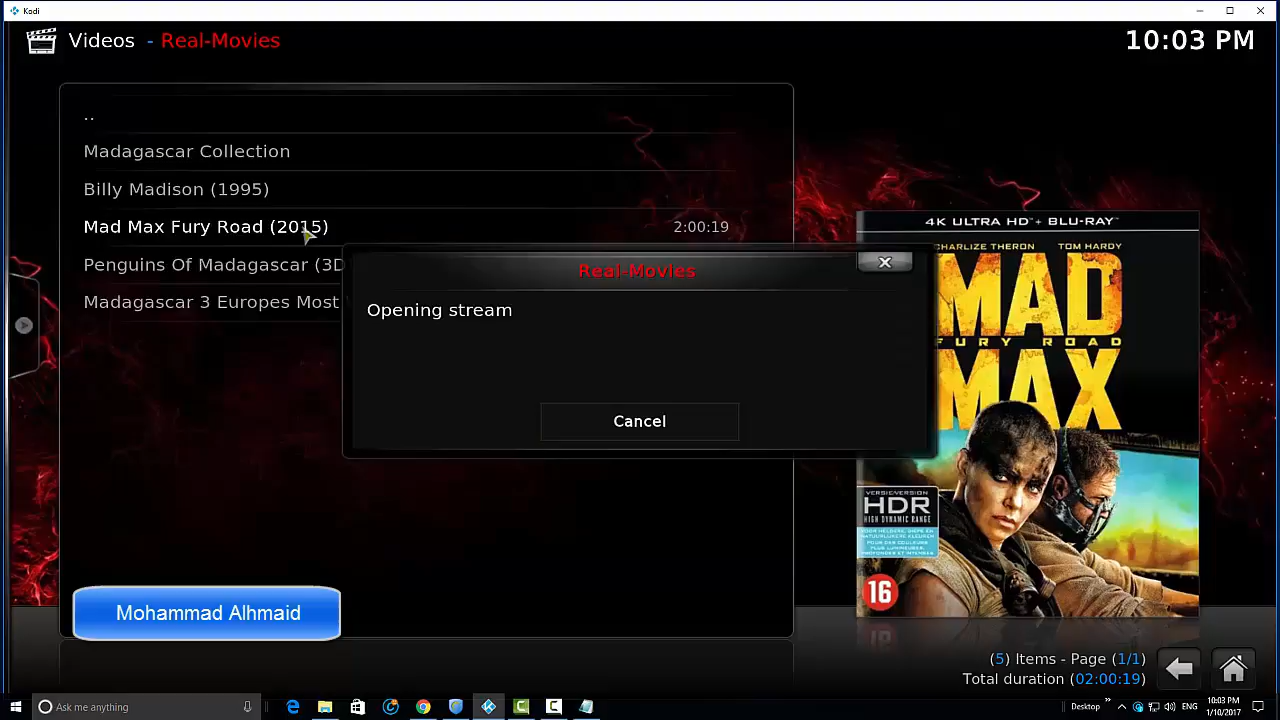 Kodi
Videos - Real-Movies
10:03 PM
..
Madagascar Collection
Billy Madison (1995)
Mad Max Fury Road (2015) 2:00:19
Penguins Of Madagascar (3D
Madagascar 3 Europes Most
Real-Movies
Opening stream
Cancel
4K ULTRA HD + BLU-RAY™
CHARLIZE THERON TOM HARDY
MAD
FURY ROAD
MAX
VERSIE/VERSION
HDR
HIGH DYNAMIC RANGE
16
Mohammad Alhmaid
(5) Items - Page (1/1)
Total duration (02:00:19)
Ask me anything
Desktop
ENG
10:03 PM
1/10/2017